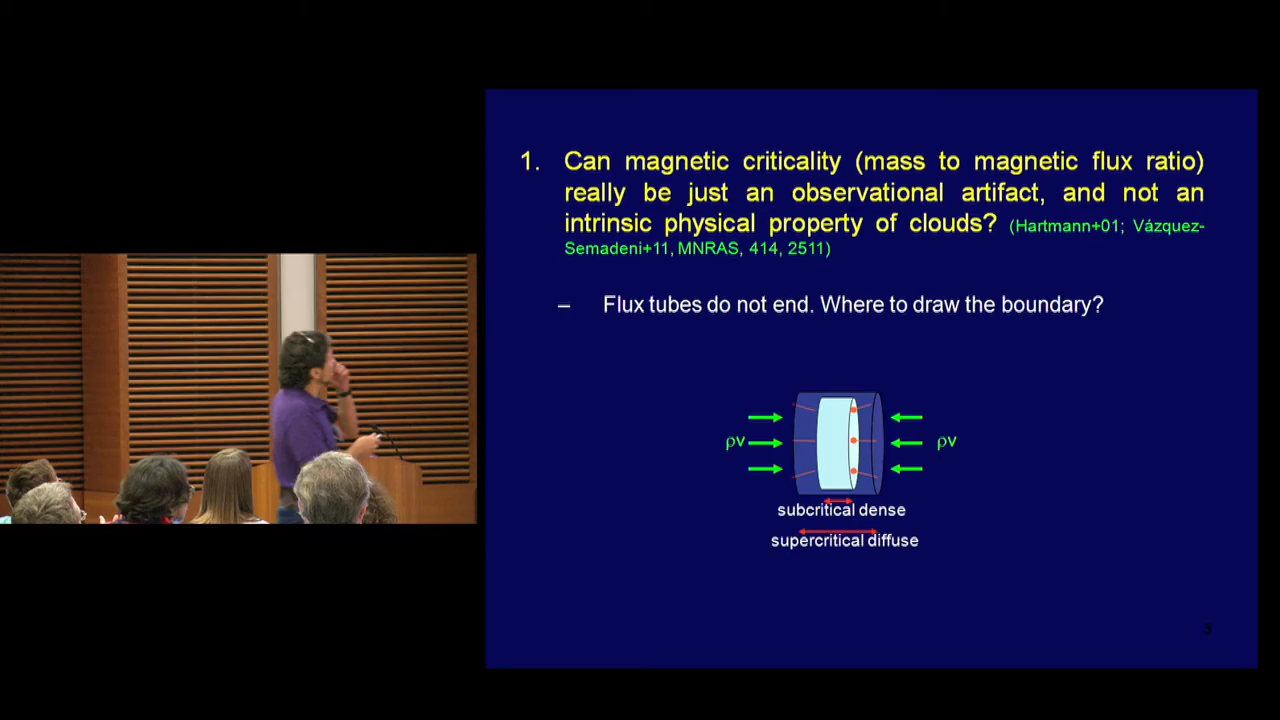 1. Can magnetic criticality (mass to magnetic flux ratio)
really be just an observational artifact, and not an
intrinsic physical property of clouds? (Hartmann+01; Vázquez-
Semadeni+11, MNRAS, 414, 2511)
– Flux tubes do not end. Where to draw the boundary?
ρv ρv
subcritical dense
supercritical diffuse
3